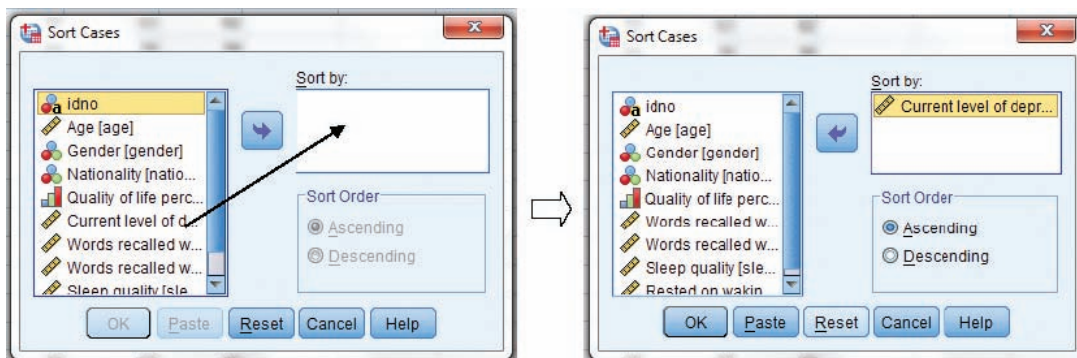 Sort Cases
Sort by:
idno
Age [age]
Gender [gender]
Nationality [natio...
Quality of life perc...
Current level of d...
Words recalled w...
Words recalled w...
Sleep quality [sle
Sort Order
Ascending
Descending
OK Paste Reset Cancel Help
Sort Cases
Sort by:
Current level of depr...
idno
Age [age]
Gender [gender]
Nationality [natio...
Quality of life perc...
Words recalled w...
Words recalled w...
Sleep quality [sle...
Rested on wakin
Sort Order
Ascending
Descending
OK Paste Reset Cancel Help